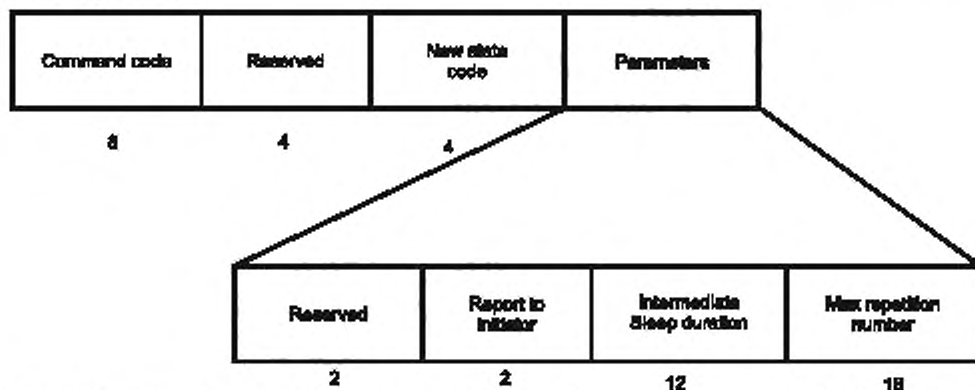 Command code
Reserved
New state
code
Parameters
8
4
4
Reserved
Report to
initiator
Intermediate
Sleep duration
Max repetition
number
2
2
12